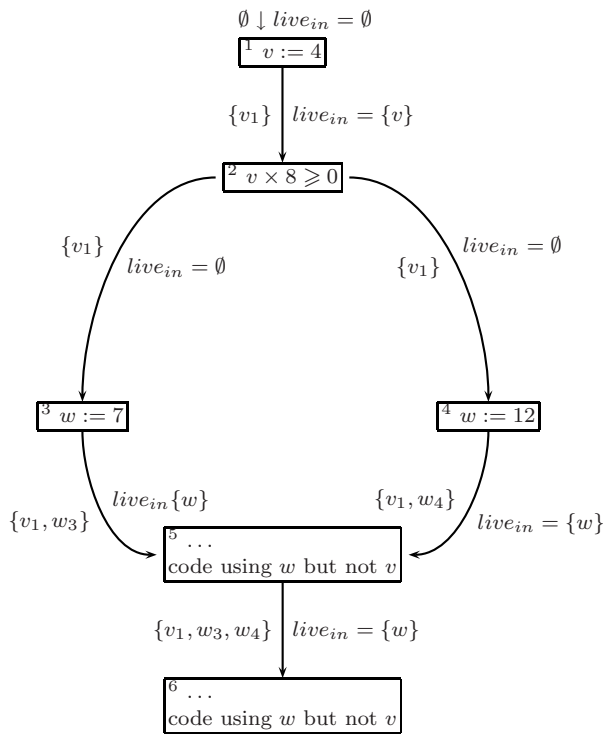 ∅ ↓ live_in = ∅
¹ v := 4
{v₁} live_in = {v}
² v × 8 ⩾ 0
{v₁} live_in = ∅
{v₁} live_in = ∅
³ w := 7
⁴ w := 12
{v₁, w₃} live_in{w}
{v₁, w₄} live_in = {w}
⁵ …
code using w but not v
{v₁, w₃, w₄} live_in = {w}
⁶ …
code using w but not v